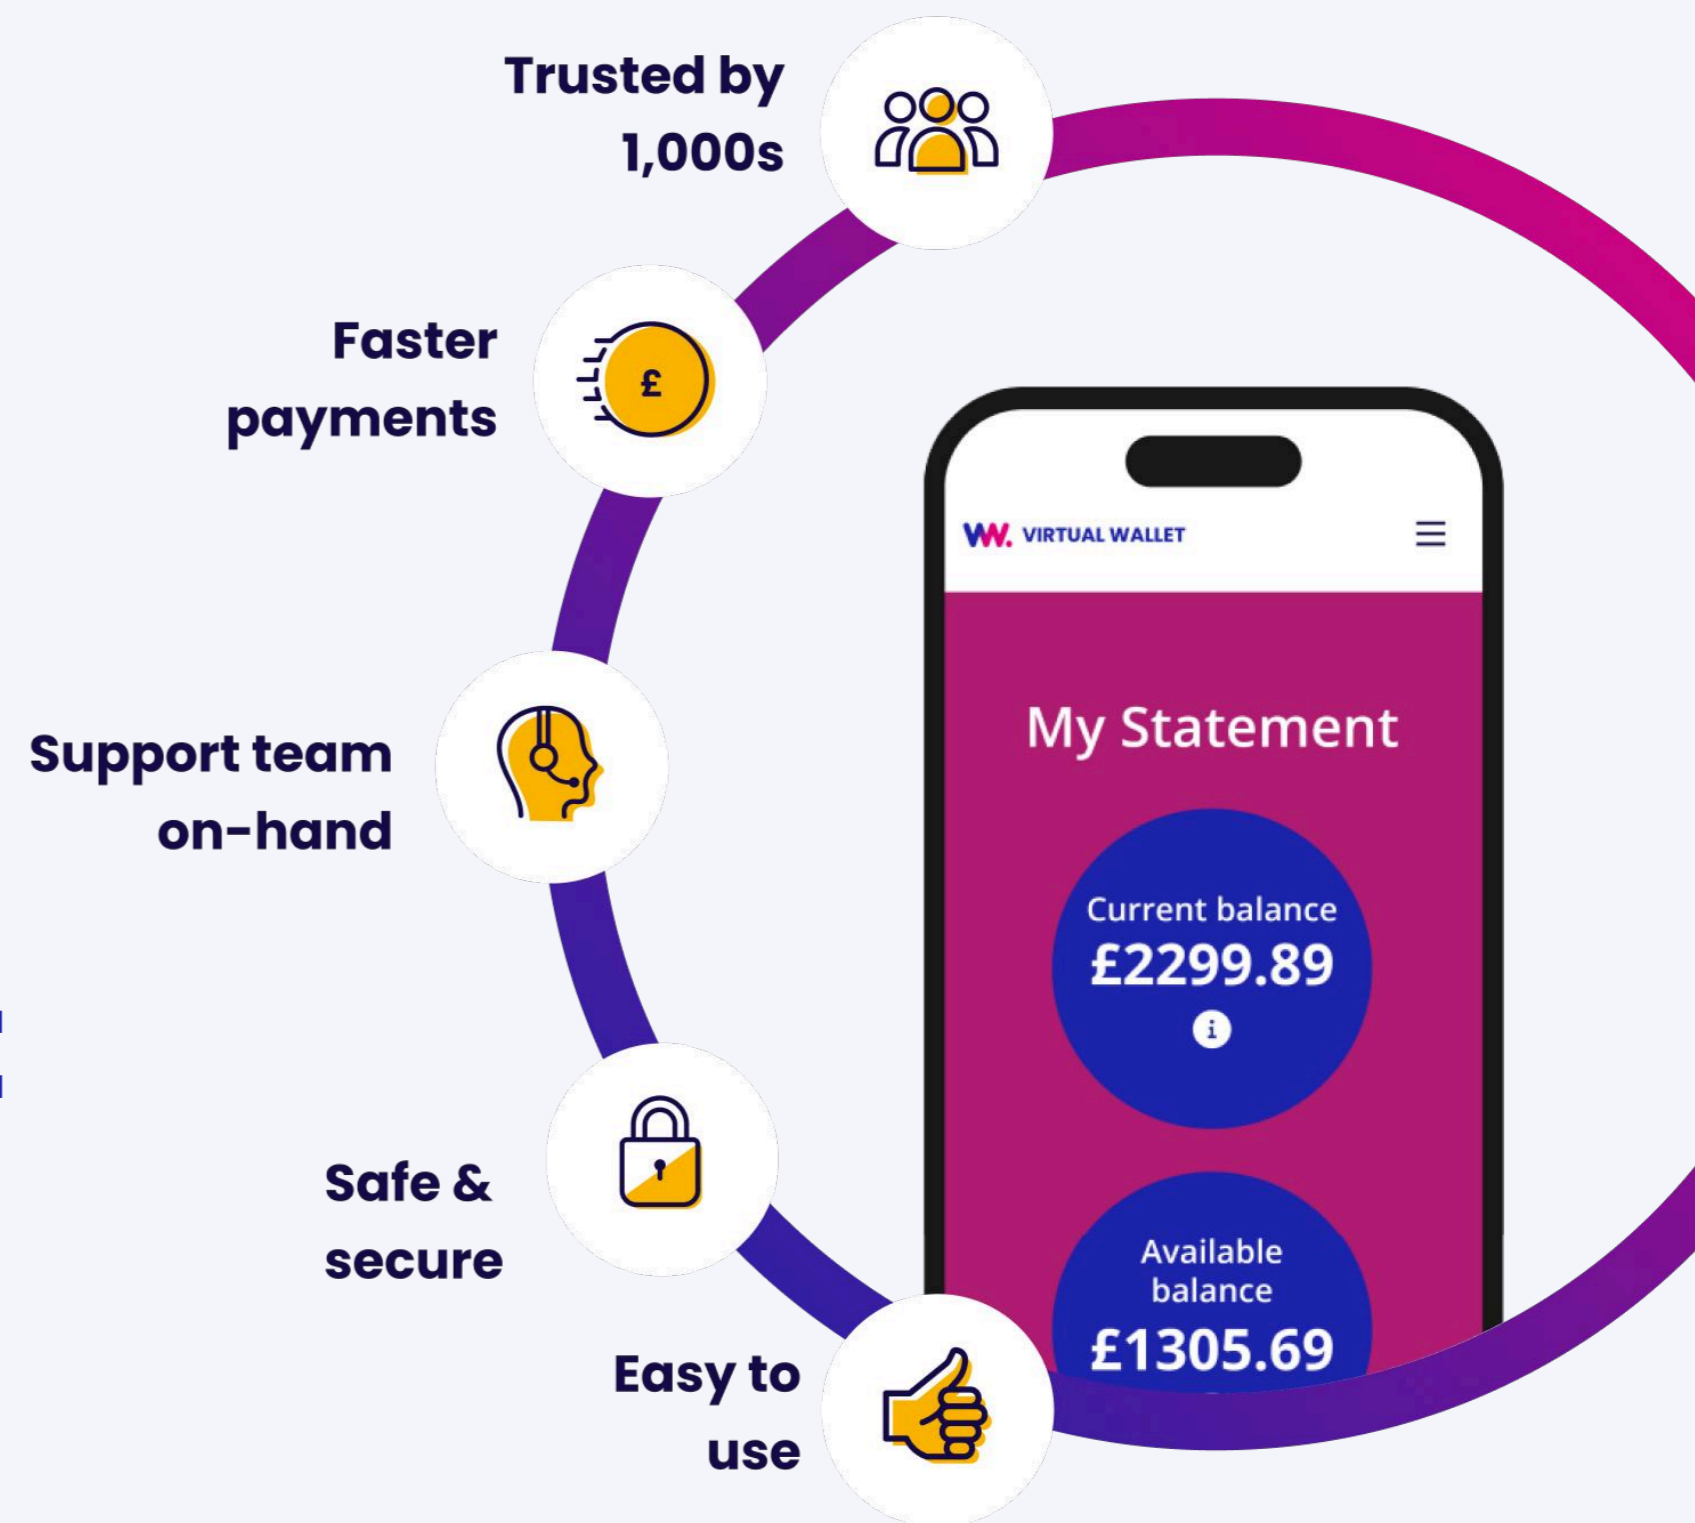 Trusted by
1,000s
Faster
payments
£
Support team
on-hand
Safe &
secure
Easy to
use
VW. VIRTUAL WALLET
My Statement
Current balance
£2299.89
i
Available
balance
£1305.69